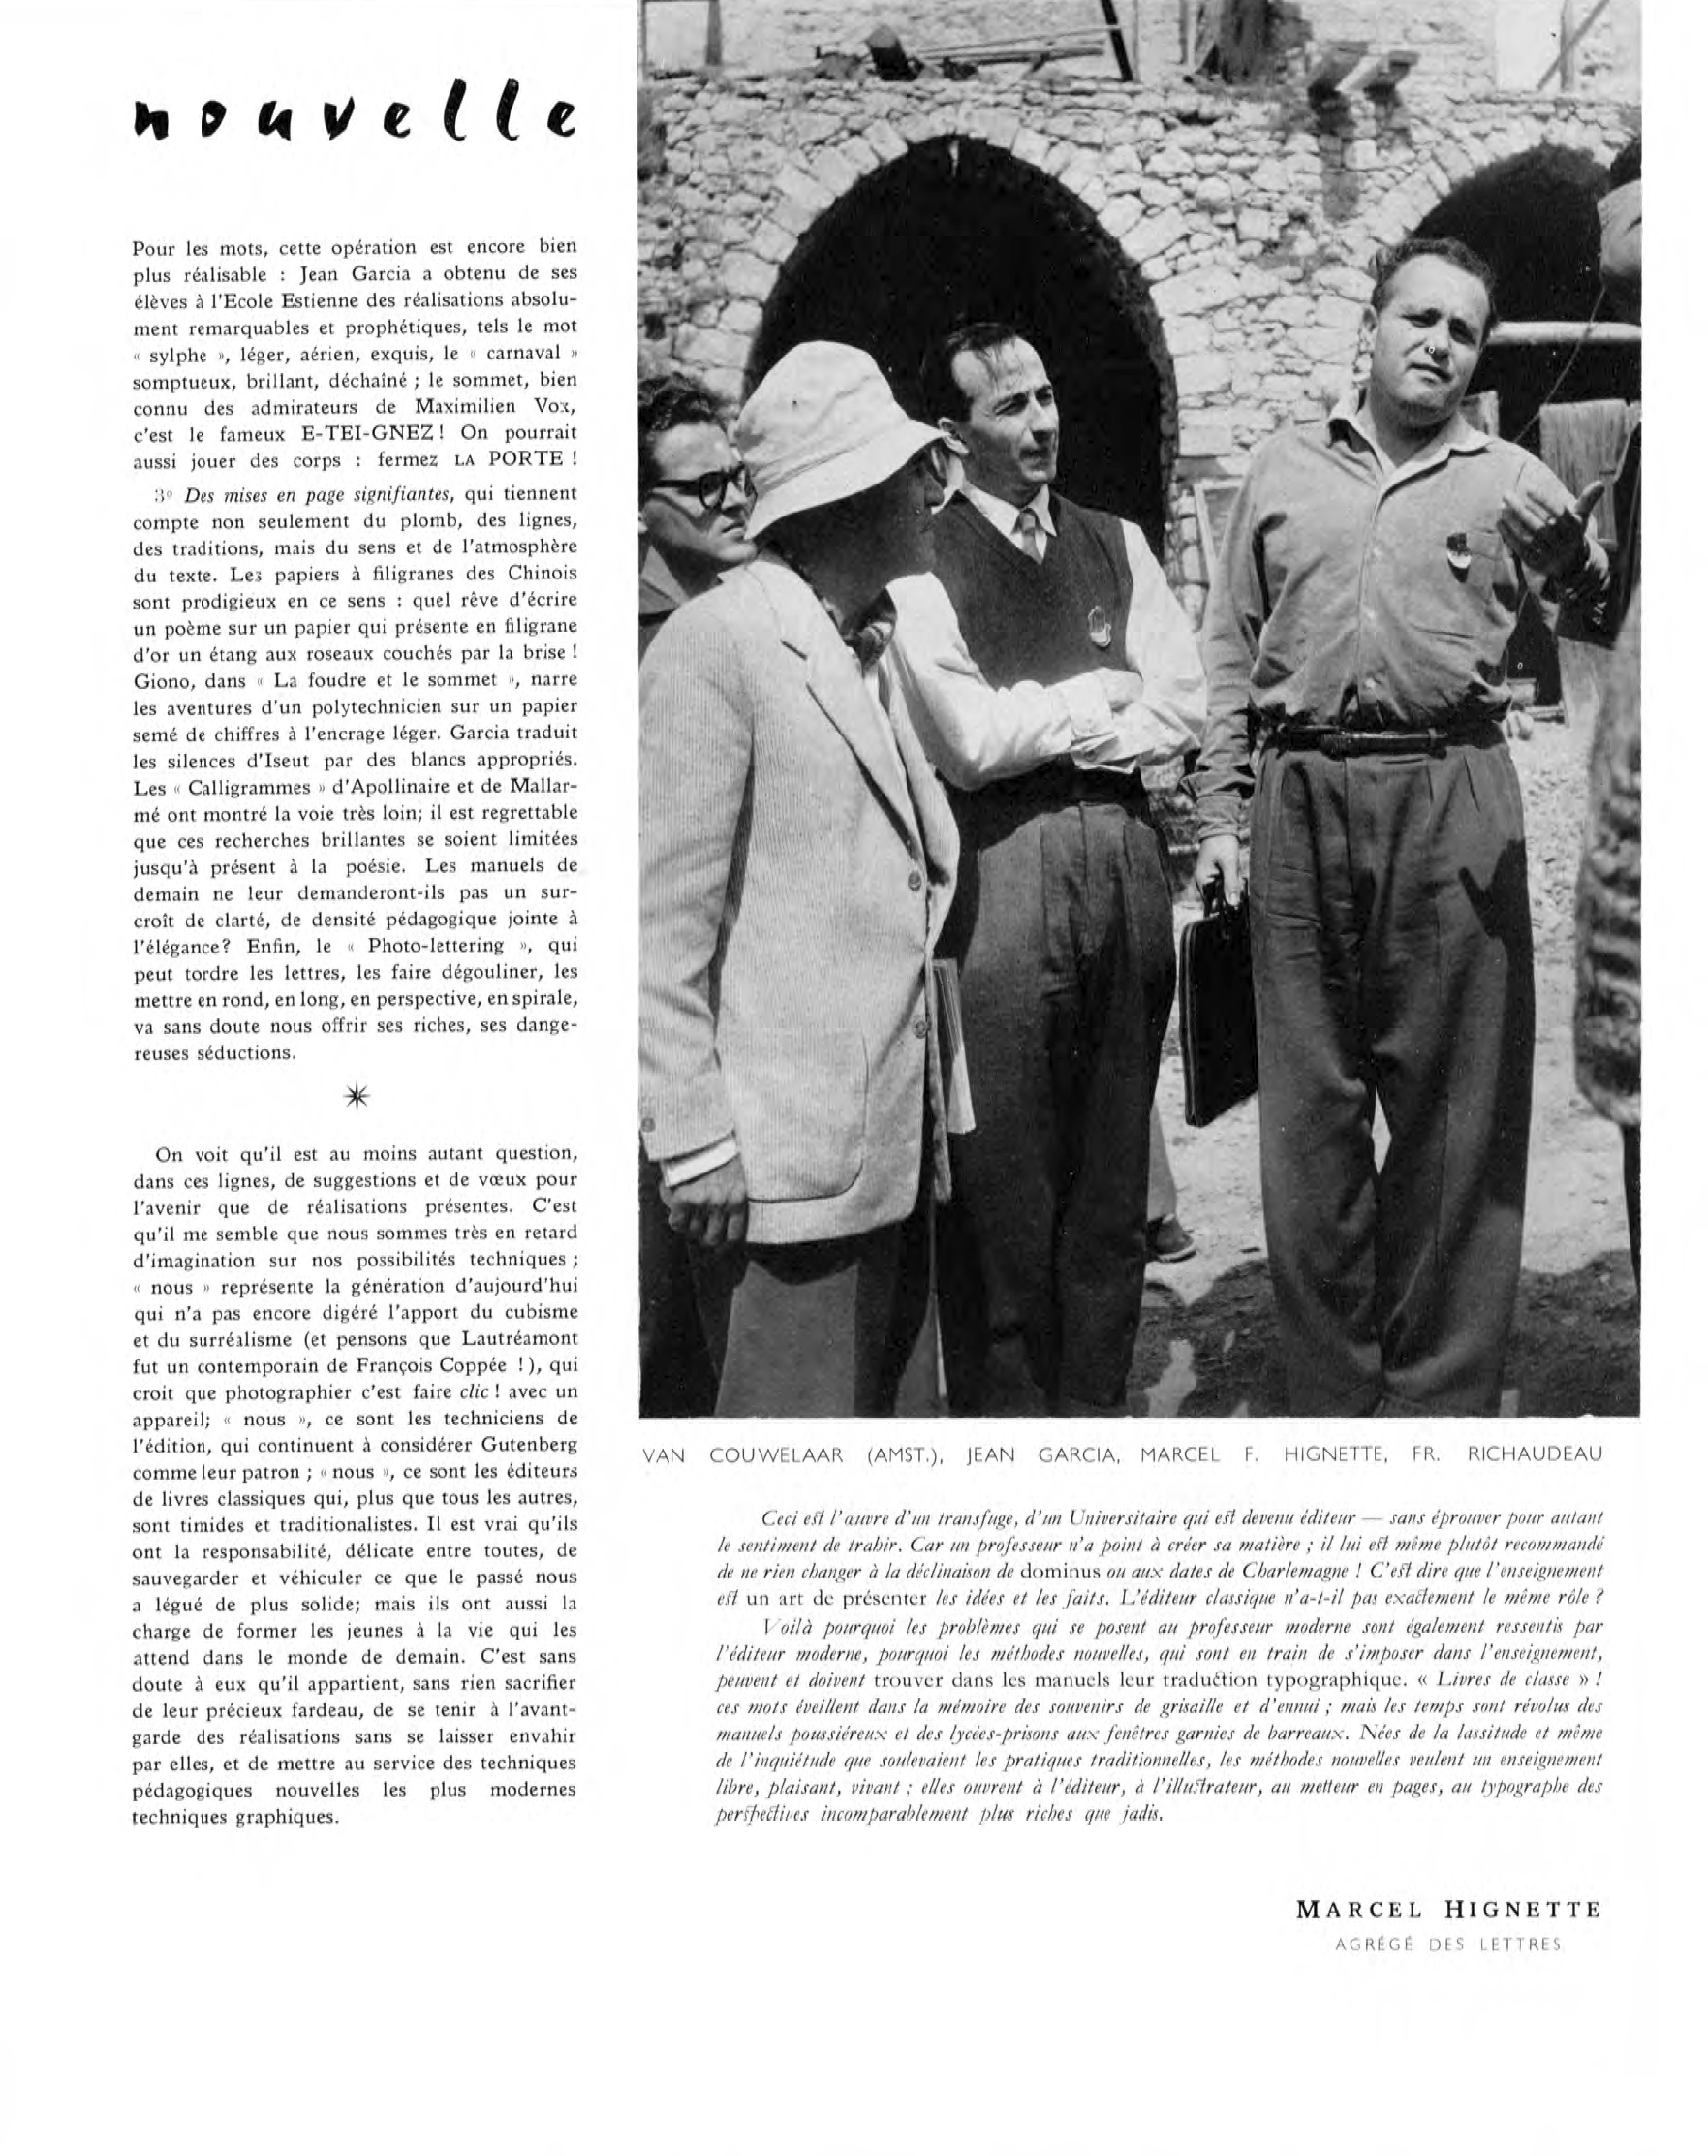 nouvelle
Pour les mots, cette opération est encore bien
plus réalisable : Jean Garcia a obtenu de ses
élèves à l'Ecole Estienne des réalisations absolu-
ment remarquables et prophétiques, tels le mot
« sylphe », léger, aérien, exquis, le « carnaval »
somptueux, brillant, déchaîné ; le sommet, bien
connu des admirateurs de Maximilien Vox,
c'est le fameux E-TEI-GNEZ! On pourrait
aussi jouer des corps : fermez LA PORTE !
3° Des mises en page signifiantes, qui tiennent
compte non seulement du plomb, des lignes,
des traditions, mais du sens et de l'atmosphère
du texte. Les papiers à filigranes des Chinois
sont prodigieux en ce sens : quel rêve d'écrire
un poème sur un papier qui présente en filigrane
d'or un étang aux roseaux couchés par la brise !
Giono, dans « La foudre et le sommet », narre
les aventures d'un polytechnicien sur un papier
semé de chiffres à l'encrage léger. Garcia traduit
les silences d'Iseut par des blancs appropriés.
Les « Calligrammes » d'Apollinaire et de Mallar-
mé ont montré la voie très loin; il est regrettable
que ces recherches brillantes se soient limitées
jusqu'à présent à la poésie. Les manuels de
demain ne leur demanderont-ils pas un sur-
croît de clarté, de densité pédagogique jointe à
l'élégance? Enfin, le « Photo-lettering », qui
peut tordre les lettres, les faire dégouliner, les
mettre en rond, en long, en perspective, en spirale,
va sans doute nous offrir ses riches, ses dange-
reuses séductions.
On voit qu'il est au moins autant question,
dans ces lignes, de suggestions et de vœux pour
l'avenir que de réalisations présentes. C'est
qu'il me semble que nous sommes très en retard
d'imagination sur nos possibilités techniques ;
« nous » représente la génération d'aujourd'hui
qui n'a pas encore digéré l'apport du cubisme
et du surréalisme (et pensons que Lautréamont
fut un contemporain de François Coppée !), qui
croit que photographier c'est faire clic ! avec un
appareil; « nous », ce sont les techniciens de
l'édition, qui continuent à considérer Gutenberg
comme leur patron ; « nous », ce sont les éditeurs
de livres classiques qui, plus que tous les autres,
sont timides et traditionalistes. Il est vrai qu'ils
ont la responsabilité, délicate entre toutes, de
sauvegarder et véhiculer ce que le passé nous
a légué de plus solide; mais ils ont aussi la
charge de former les jeunes à la vie qui les
attend dans le monde de demain. C'est sans
doute à eux qu'il appartient, sans rien sacrifier
de leur précieux fardeau, de se tenir à l'avant-
garde des réalisations sans se laisser envahir
par elles, et de mettre au service des techniques
pédagogiques nouvelles les plus modernes
techniques graphiques.
VAN COUWELAAR (AMST.), JEAN GARCIA, MARCEL F. HIGNETTE, FR. RICHAUDEAU
Ceci est l'œuvre d'un transfuge, d'un Universitaire qui est devenu éditeur — sans éprouver pour autant
le sentiment de trahir. Car un professeur n'a point à créer sa matière ; il lui est même plutôt recommandé
de ne rien changer à la déclinaison de dominus ou aux dates de Charlemagne ! C'est dire que l'enseignement
est un art de présenter les idées et les faits. L'éditeur classique n'a-t-il pas exactement le même rôle ?
Voilà pourquoi les problèmes qui se posent au professeur moderne sont également ressentis par
l'éditeur moderne, pourquoi les méthodes nouvelles, qui sont en train de s'imposer dans l'enseignement,
peuvent et doivent trouver dans les manuels leur traduction typographique. « Livres de classe » !
ces mots éveillent dans la mémoire des souvenirs de grisaille et d'ennui ; mais les temps sont révolus des
manuels poussiéreux et des lycées-prisons aux fenêtres garnies de barreaux. Nées de la lassitude et même
de l'inquiétude que soulevaient les pratiques traditionnelles, les méthodes nouvelles veulent un enseignement
libre, plaisant, vivant ; elles ouvrent à l'éditeur, à l'illustrateur, au metteur en pages, au typographe des
perspectives incomparablement plus riches que jadis.
MARCEL HIGNETTE
AGRÉGÉ DES LETTRES